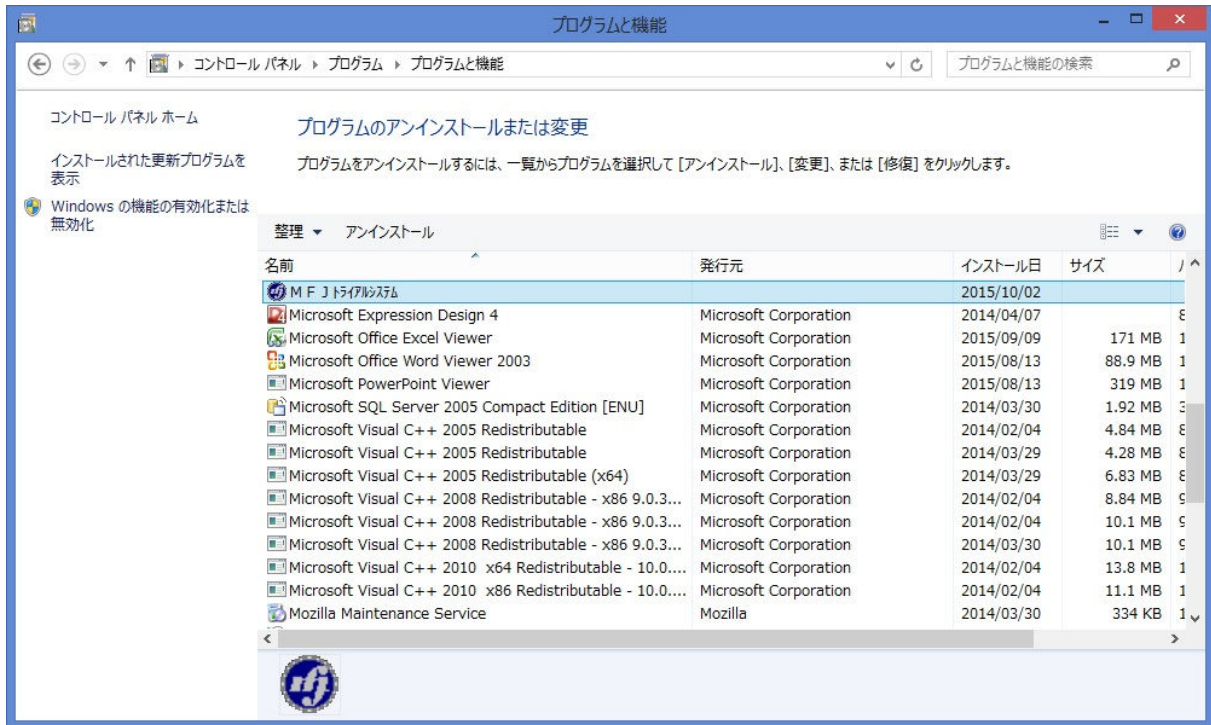 プログラムと機能
コントロール パネル ▸ プログラム ▸ プログラムと機能
プログラムと機能の検索
コントロール パネル ホーム
インストールされた更新プログラムを
表示
Windows の機能の有効化または
無効化
プログラムのアンインストールまたは変更
プログラムをアンインストールするには、一覧からプログラムを選択して [アンインストール]、[変更]、または [修復] をクリックします。
整理 アンインストール
名前 発行元 インストール日 サイズ
ＭＦＪﾄﾗｲｱﾙｼｽﾃﾑ 2015/10/02
Microsoft Expression Design 4 Microsoft Corporation 2014/04/07
Microsoft Office Excel Viewer Microsoft Corporation 2015/09/09 171 MB
Microsoft Office Word Viewer 2003 Microsoft Corporation 2015/08/13 88.9 MB
Microsoft PowerPoint Viewer Microsoft Corporation 2015/08/13 319 MB
Microsoft SQL Server 2005 Compact Edition [ENU] Microsoft Corporation 2014/03/30 1.92 MB
Microsoft Visual C++ 2005 Redistributable Microsoft Corporation 2014/02/04 4.84 MB
Microsoft Visual C++ 2005 Redistributable Microsoft Corporation 2014/03/29 4.28 MB
Microsoft Visual C++ 2005 Redistributable (x64) Microsoft Corporation 2014/03/29 6.83 MB
Microsoft Visual C++ 2008 Redistributable - x86 9.0.3... Microsoft Corporation 2014/02/04 8.84 MB
Microsoft Visual C++ 2008 Redistributable - x86 9.0.3... Microsoft Corporation 2014/02/04 10.1 MB
Microsoft Visual C++ 2008 Redistributable - x86 9.0.3... Microsoft Corporation 2014/03/30 10.1 MB
Microsoft Visual C++ 2010  x64 Redistributable - 10.0.... Microsoft Corporation 2014/02/04 13.8 MB
Microsoft Visual C++ 2010  x86 Redistributable - 10.0.... Microsoft Corporation 2014/02/04 11.1 MB
Mozilla Maintenance Service Mozilla 2014/03/30 334 KB
mfj